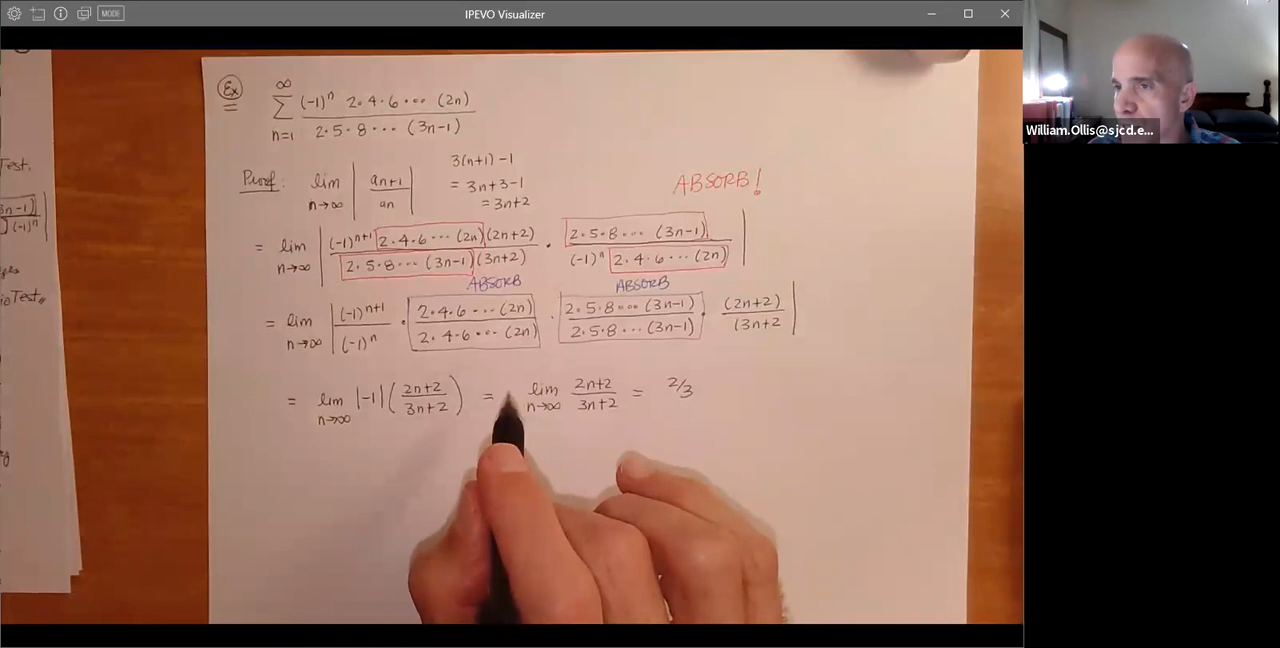 IPEVO Visualizer
MODE
William.Ollis@sjcd.e...
Test.
3n-1)
] (-1)^n
Test
Ex
∞
∑ (-1)^n 2·4·6··· (2n)
n=1 2·5·8··· (3n-1)
3(n+1)-1
= 3n+3-1
= 3n+2
Proof: lim | an+1 / an |
n→∞
ABSORB!
= lim | (-1)^n+1 2·4·6··· (2n)(2n+2) / 2·5·8··· (3n-1)(3n+2) · 2·5·8··· (3n-1) / (-1)^n 2·4·6··· (2n) |
n→∞
ABSORB ABSORB
= lim | (-1)^n+1 / (-1)^n · 2·4·6··· (2n) / 2·4·6··· (2n) · 2·5·8··· (3n-1) / 2·5·8··· (3n-1) · (2n+2) / (3n+2 |
n→∞
= lim |-1| ( 2n+2 / 3n+2 ) = lim 2n+2 / 3n+2 = 2/3
n→∞ n→∞